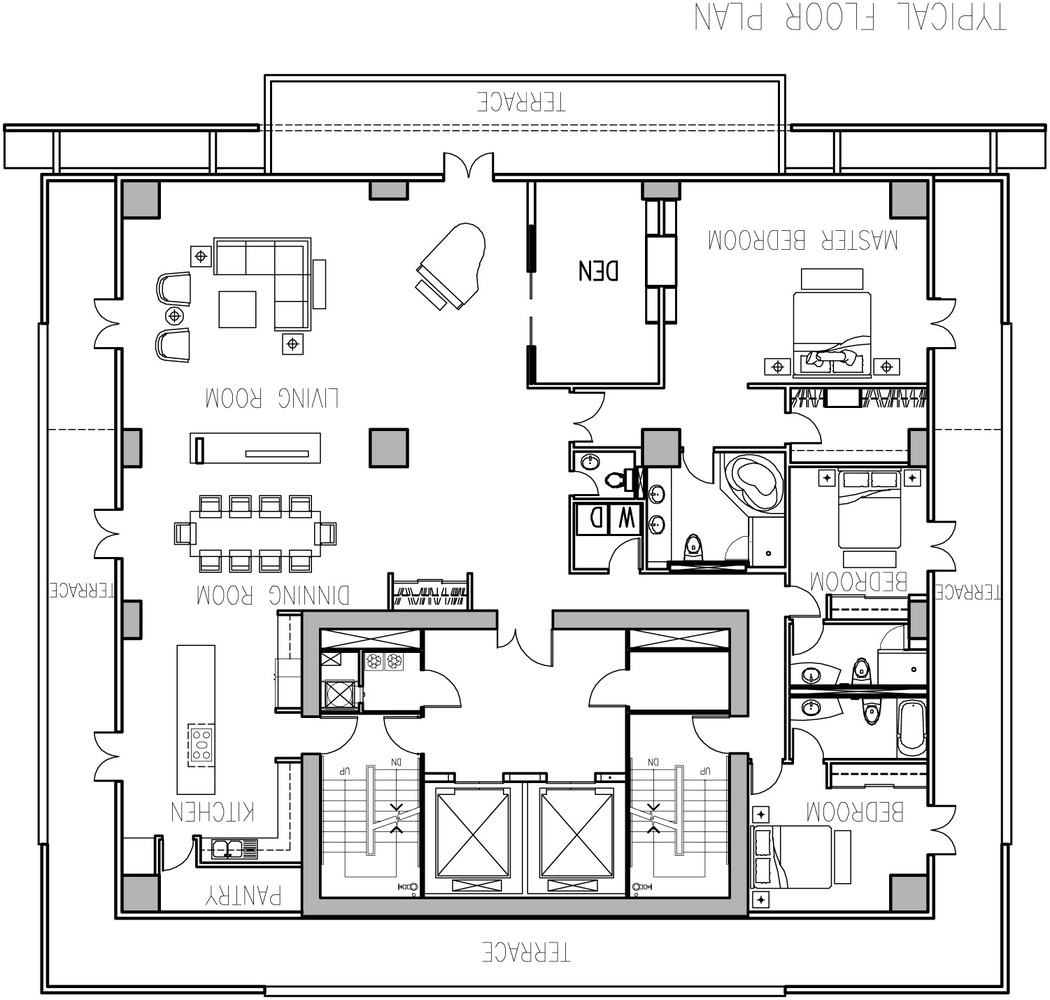 TYPICAL FLOOR PLAN
TERRACE
MASTER BEDROOM
DEN
LIVING ROOM
W
D
BEDROOM
TERRACE
DINNING ROOM
TERRACE
UP
DN
DN
UP
BEDROOM
KITCHEN
PANTRY
TERRACE